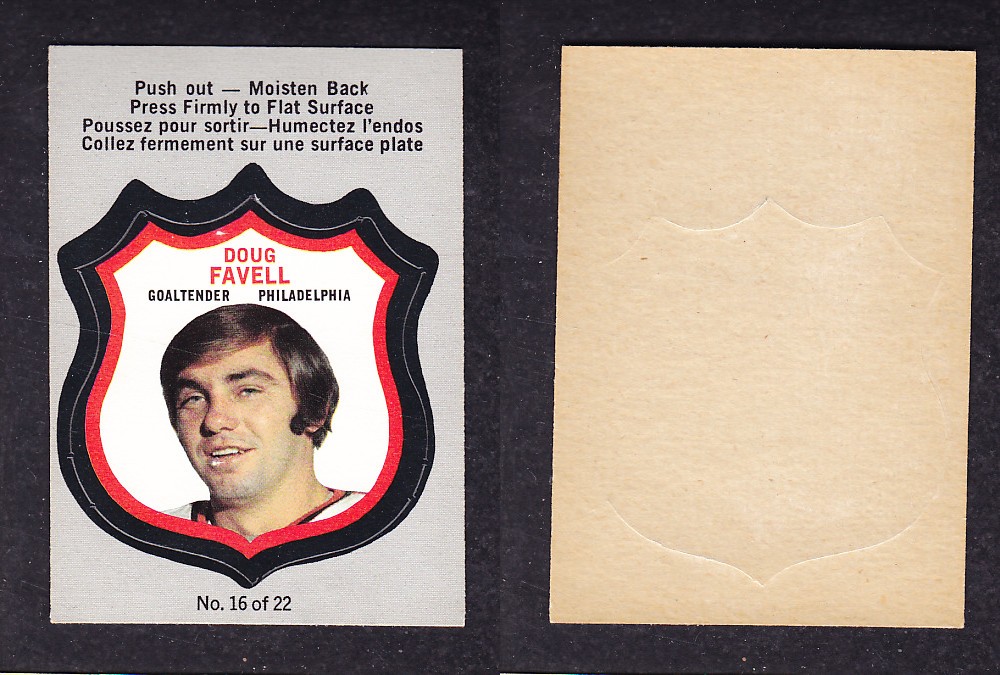 Push out — Moisten Back
Press Firmly to Flat Surface
Poussez pour sortir—Humectez l'endos
Collez fermement sur une surface plate
DOUG
FAVELL
GOALTENDER PHILADELPHIA
No. 16 of 22